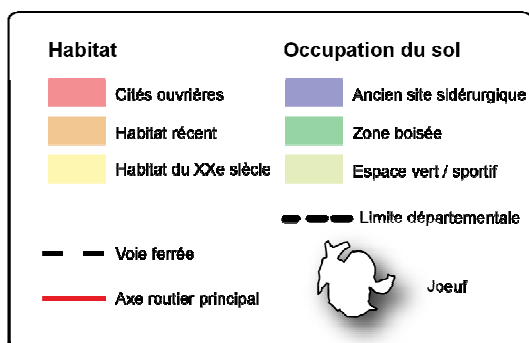 Habitat
Cités ouvrières
Habitat récent
Habitat du XXe siècle
Voie ferrée
Axe routier principal
Occupation du sol
Ancien site sidérurgique
Zone boisée
Espace vert / sportif
Limite départementale
Joeuf